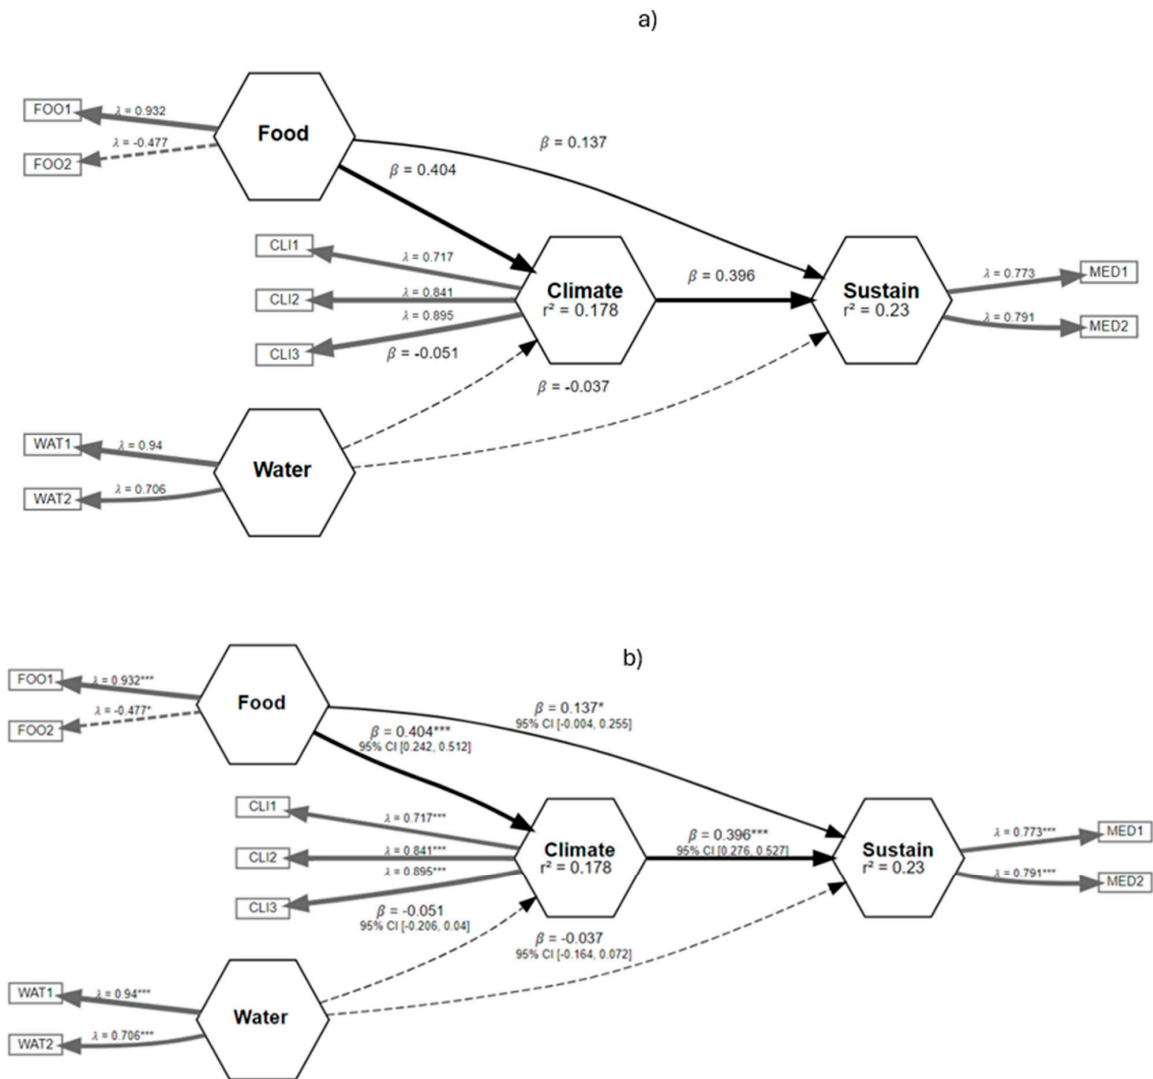 a)
FOO1
λ = 0.932
FOO2
λ = -0.477
Food
β = 0.137
β = 0.404
CLI1
λ = 0.717
CLI2
λ = 0.841
CLI3
λ = 0.895
Climate
r² = 0.178
β = 0.396
Sustain
r² = 0.23
λ = 0.773
MED1
λ = 0.791
MED2
β = -0.051
β = -0.037
WAT1
λ = 0.94
WAT2
λ = 0.706
Water
b)
FOO1
λ = 0.932***
FOO2
λ = -0.477*
Food
β = 0.137*
95% CI [-0.004, 0.255]
β = 0.404***
95% CI [0.242, 0.512]
CLI1
λ = 0.717***
CLI2
λ = 0.841***
CLI3
λ = 0.895***
Climate
r² = 0.178
β = 0.396***
95% CI [0.276, 0.527]
Sustain
r² = 0.23
λ = 0.773***
MED1
λ = 0.791***
MED2
β = -0.051
95% CI [-0.206, 0.04]
β = -0.037
95% CI [-0.164, 0.072]
WAT1
λ = 0.94***
WAT2
λ = 0.706***
Water